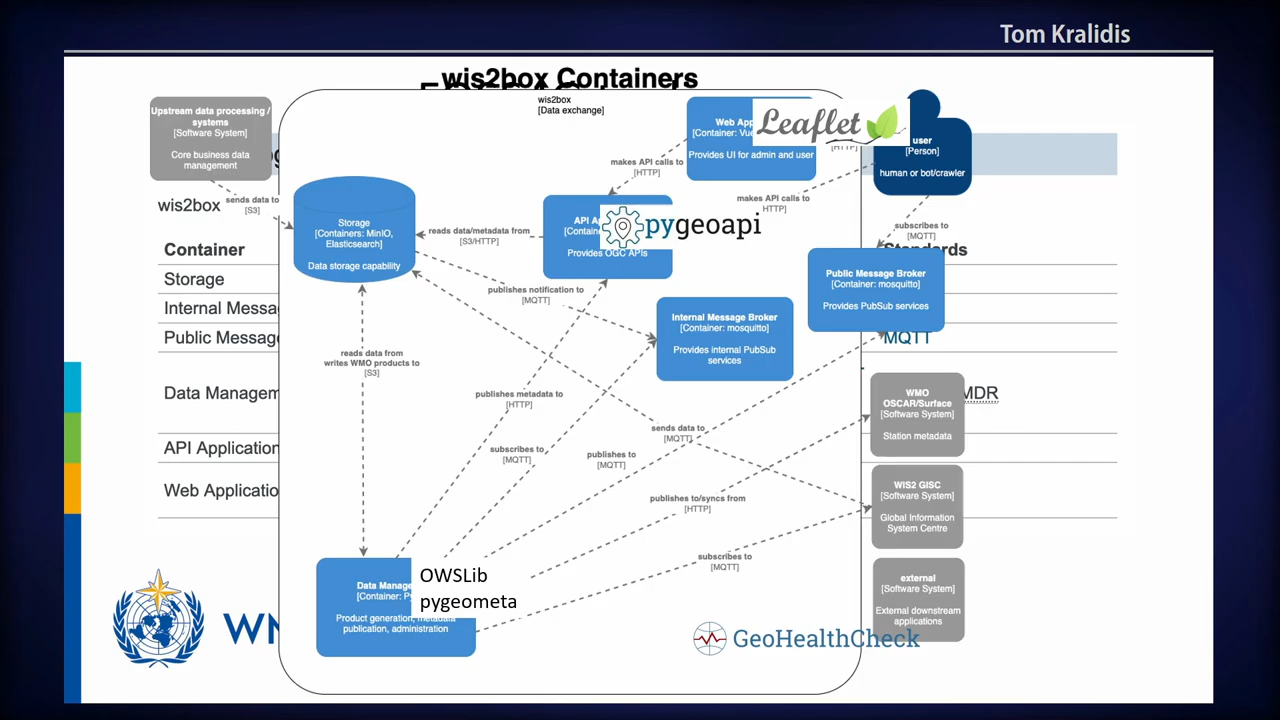 Tom Kralidis
wis2box Containers
Upstream data processing /
systems
[Software System]
Core business data
management
wis2box
[Data exchange]
Web App
[Container: Vue
Provides UI for admin and user
Leaflet
[HTTP]
user
[Person]
human or bot/crawler
makes API calls to
[HTTP]
makes API calls to
HTTP]
sends data to
[S3]
wis2box
Storage
[Containers: MinIO,
Elasticsearch]
Data storage capability
reads data/metadata from
[S3/HTTP]
API Ap
[Contain
Provides OGC APIs
pygeoapi
subscribes to
[MQTT]
Container
Standards
Storage
Internal Messa
Public Messag
Data Managem
API Application
Web Applicatio
publishes notification to
[MQTT]
Public Message Broker
[Container: mosquitto]
Provides PubSub services
MQTT
Internal Message Broker
[Container: mosquitto]
Provides internal PubSub
services
reads data from
writes WMO products to
[S3]
publishes metadata to
[HTTP]
WMO
OSCAR/Surface
[Software System]
Station metadata
MDR
sends data to
[MQTT]
subscribes to
[MQTT]
publishes to
[MQTT]
publishes to/syncs from
[HTTP]
WIS2 GISC
[Software System]
Global Information
System Centre
subscribes to
[MQTT]
Data Manage
[Container: Py
Product generation, metadata
publication, administration
OWSLib
pygeometa
external
[Software System]
External downstream
applications
GeoHealthCheck